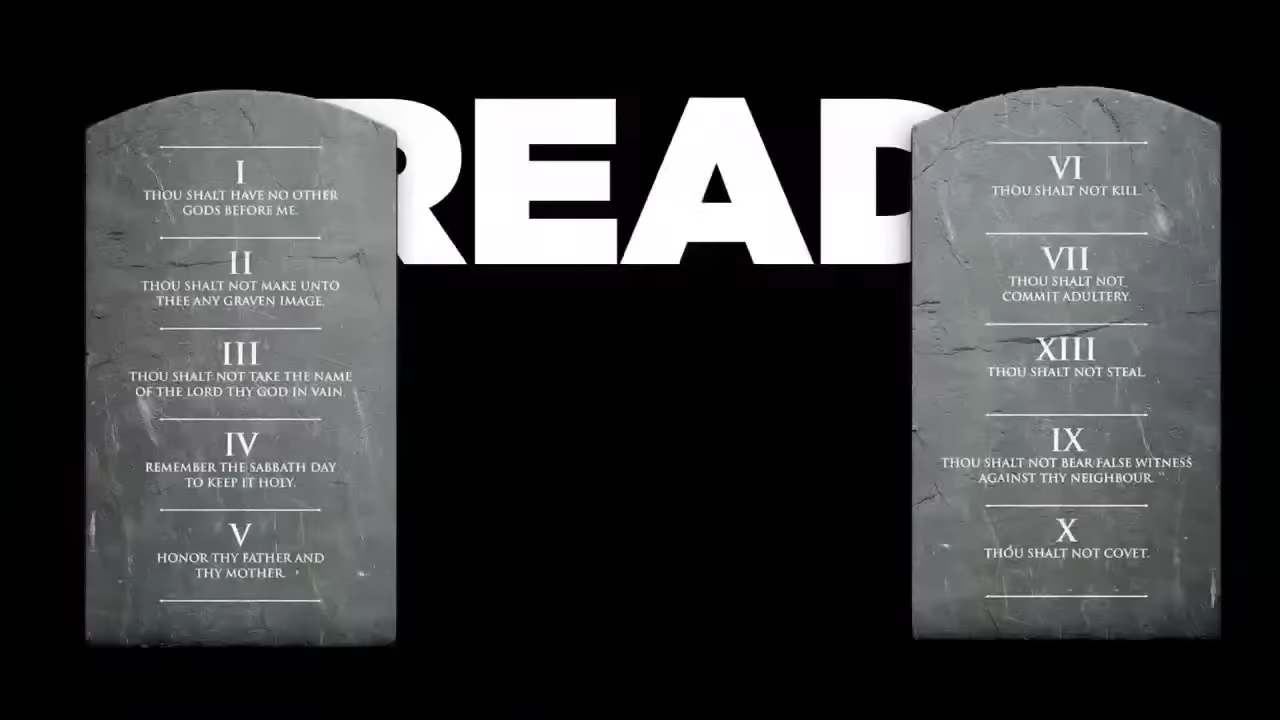 READ
I
THOU SHALT HAVE NO OTHER
GODS BEFORE ME.
II
THOU SHALT NOT MAKE UNTO
THEE ANY GRAVEN IMAGE.
III
THOU SHALT NOT TAKE THE NAME
OF THE LORD THY GOD IN VAIN.
IV
REMEMBER THE SABBATH DAY
TO KEEP IT HOLY.
V
HONOR THY FATHER AND
THY MOTHER.
VI
THOU SHALT NOT KILL.
VII
THOU SHALT NOT
COMMIT ADULTERY.
XIII
THOU SHALT NOT STEAL.
IX
THOU SHALT NOT BEAR FALSE WITNESS
AGAINST THY NEIGHBOUR.
X
THOU SHALT NOT COVET.